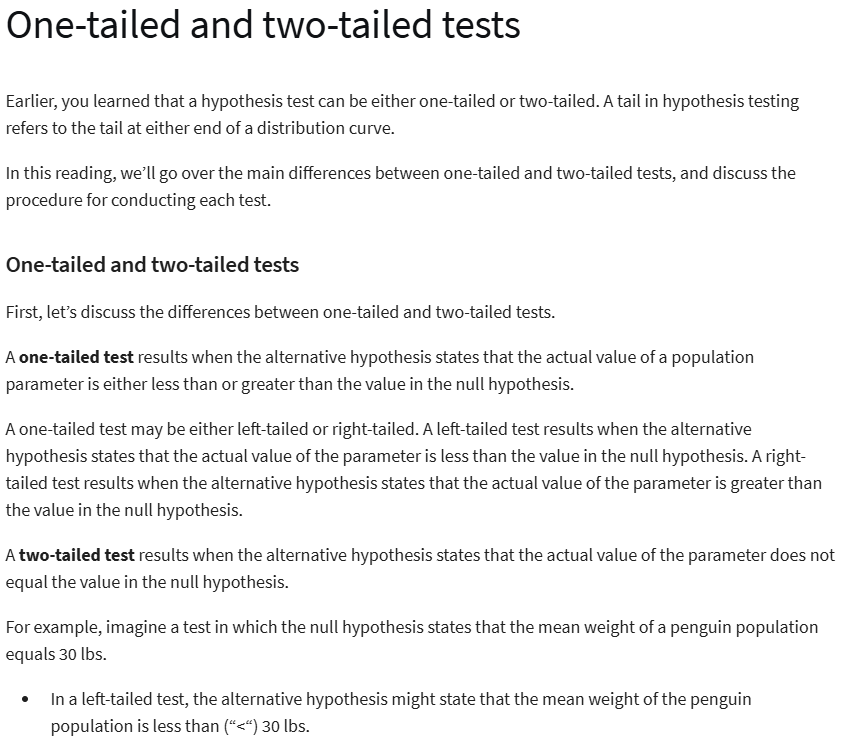 One-tailed and two-tailed tests
Earlier, you learned that a hypothesis test can be either one-tailed or two-tailed. A tail in hypothesis testing
refers to the tail at either end of a distribution curve.
In this reading, we’ll go over the main differences between one-tailed and two-tailed tests, and discuss the
procedure for conducting each test.
One-tailed and two-tailed tests
First, let’s discuss the differences between one-tailed and two-tailed tests.
A one-tailed test results when the alternative hypothesis states that the actual value of a population
parameter is either less than or greater than the value in the null hypothesis.
A one-tailed test may be either left-tailed or right-tailed. A left-tailed test results when the alternative
hypothesis states that the actual value of the parameter is less than the value in the null hypothesis. A right-
tailed test results when the alternative hypothesis states that the actual value of the parameter is greater than
the value in the null hypothesis.
A two-tailed test results when the alternative hypothesis states that the actual value of the parameter does not
equal the value in the null hypothesis.
For example, imagine a test in which the null hypothesis states that the mean weight of a penguin population
equals 30 lbs.
• In a left-tailed test, the alternative hypothesis might state that the mean weight of the penguin
population is less than (“<“) 30 lbs.